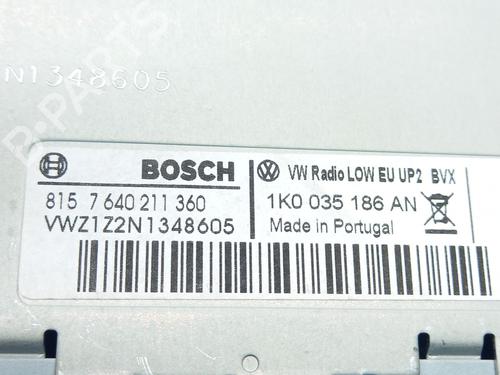 N1348605
B-PARTS
BOSCH
VW Radio LOW EU UP2 BVX
815 7 640 211 360
1K0 035 186 AN
VWZ1Z2N1348605
Made in Portugal